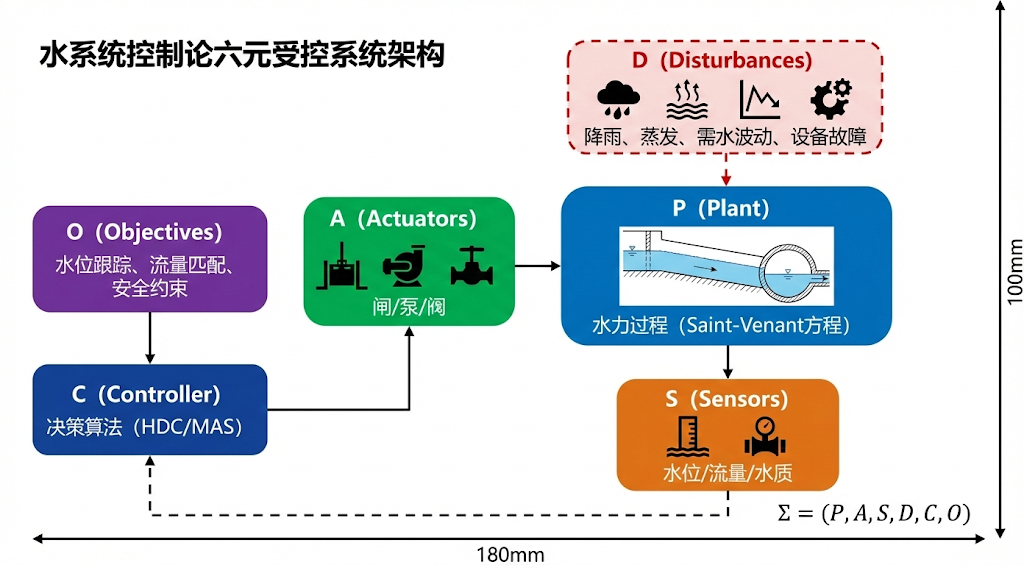 水系统控制论六元受控系统架构
D（Disturbances）
降雨、蒸发、需水波动、设备故障
O（Objectives）
水位跟踪、流量匹配、
安全约束
A（Actuators）
闸/泵/阀
P（Plant）
水力过程（Saint-Venant方程）
C（Controller）
决策算法（HDC/MAS）
S（Sensors）
水位/流量/水质
Σ = (P, A, S, D, C, O)
180mm
100mm